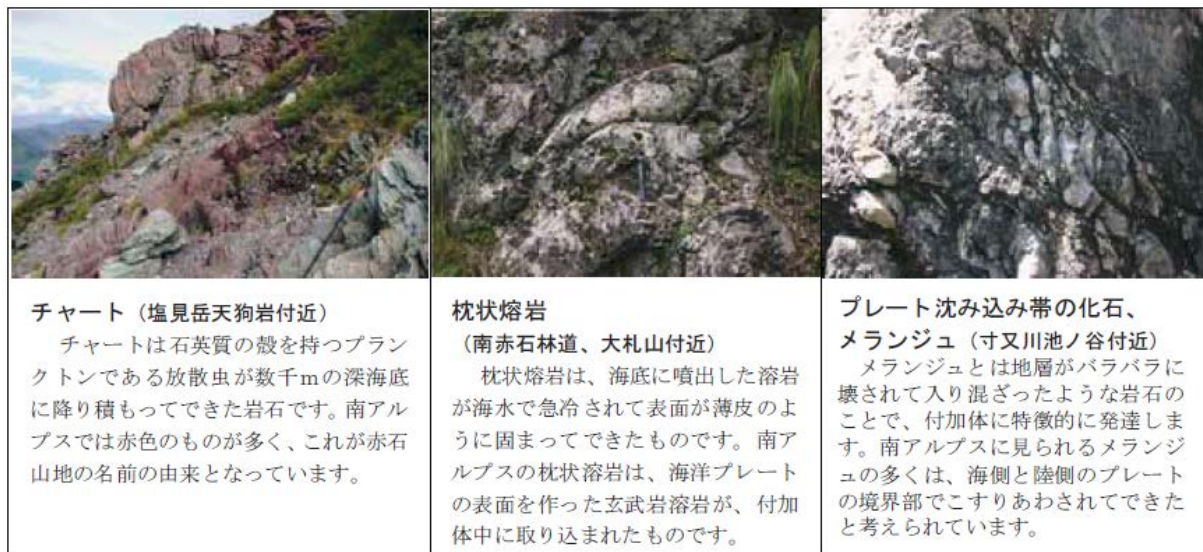 チャート（塩見岳天狗岩付近）
チャートは石英質の殻を持つプラン
クトンである放散虫が数千ｍの深海底
に降り積もってできた岩石です。南アル
プスでは赤色のものが多く、これが赤石
山地の名前の由来となっています。
枕状熔岩
（南赤石林道、大札山付近）
枕状熔岩は、海底に噴出した溶岩
が海水で急冷されて表面が薄皮のよ
うに固まってできたものです。南ア
ルプスの枕状溶岩は、海洋プレート
の表面を作った玄武岩溶岩が、付加
体中に取り込まれたものです。
プレート沈み込み帯の化石、
メランジュ（寸又川池ノ谷付近）
メランジュとは地層がバラバラに
壊されて入り混ざったような岩石の
ことで、付加体に特徴的に発達しま
す。南アルプスに見られるメランジ
ュの多くは、海側と陸側のプレート
の境界部でこすりあわされてできた
と考えられています。